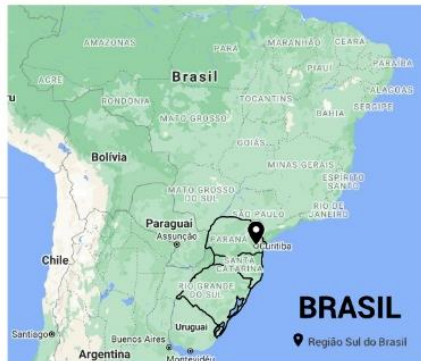 AMAZONAS
PARÁ
MARANHÃO
CEARÁ
PARAÍBA
PIAUÍ
ACRE
Brasil
ALAGOAS
SERGIPE
ru
RONDÔNIA
TOCANTINS
MATO GROSSO
BAHIA
GOIÁS
Bolívia
MINAS GERAIS
MATO GROSSO
DO SUL
ESPÍRITO
SANTO
SÃO PAULO
RIO DE
JANEIRO
Paraguai
Assunção
PARANÁ
Curitiba
Chile
SANTA
CATARINA
RIO GRANDE
DO SUL
BRASIL
Santiago
Uruguai
Região Sul do Brasil
Buenos Aires
Montevidéu
Argentina